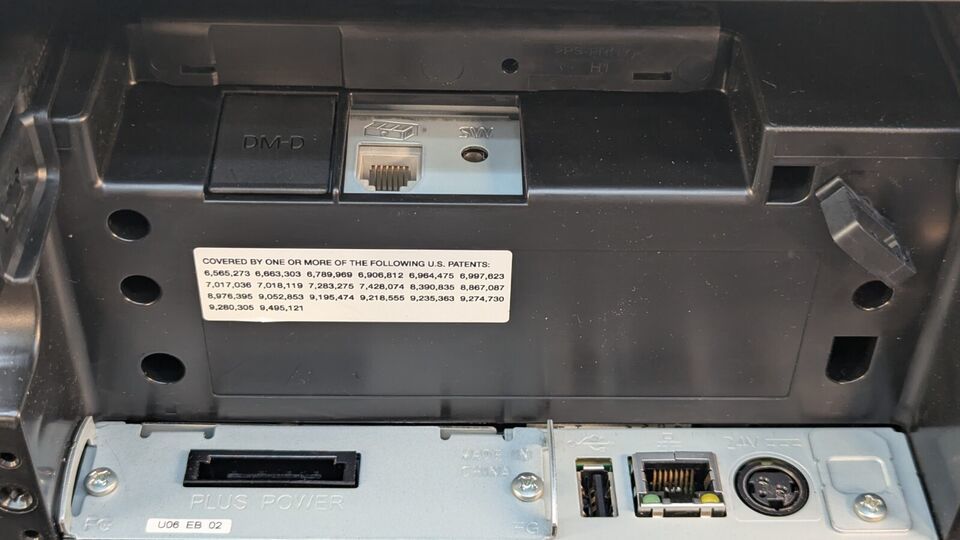 DM-D
SW
COVERED BY ONE OR MORE OF THE FOLLOWING U.S. PATENTS:
6,565,273 6,663,303 6,789,969 6,906,812 6,964,475 6,997,623
7,017,036 7,018,119 7,283,275 7,428,074 8,390,835 8,867,087
8,976,395 9,052,853 9,195,474 9,218,555 9,235,363 9,274,730
9,280,305 9,495,121
MADE IN
CHINA
24V
PLUS POWER
FG
U06 EB 02
FG